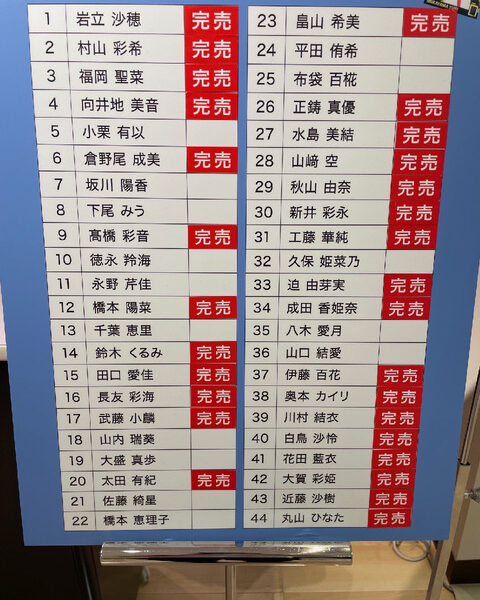 1 岩立 沙穂 完売
2 村山 彩希 完売
3 福岡 聖菜 完売
4 向井地 美音 完売
5 小栗 有以
6 倉野尾 成美 完売
7 坂川 陽香
8 下尾 みう
9 髙橋 彩音 完売
10 徳永 羚海
11 永野 芹佳
12 橋本 陽菜 完売
13 千葉 恵里
14 鈴木 くるみ 完売
15 田口 愛佳 完売
16 長友 彩海 完売
17 武藤 小麟 完売
18 山内 瑞葵
19 大盛 真歩
20 太田 有紀 完売
21 佐藤 綺星
22 橋本 恵理子
23 畠山 希美 完売
24 平田 侑希
25 布袋 百椛
26 正鋳 真優 完売
27 水島 美結 完売
28 山﨑 空 完売
29 秋山 由奈 完売
30 新井 彩永 完売
31 工藤 華純 完売
32 久保 姫菜乃
33 迫 由芽実 完売
34 成田 香姫奈 完売
35 八木 愛月
36 山口 結愛
37 伊藤 百花 完売
38 奥本 カイリ 完売
39 川村 結衣 完売
40 白鳥 沙怜 完売
41 花田 藍衣 完売
42 大賀 彩姫 完売
43 近藤 沙樹 完売
44 丸山 ひなた 完売